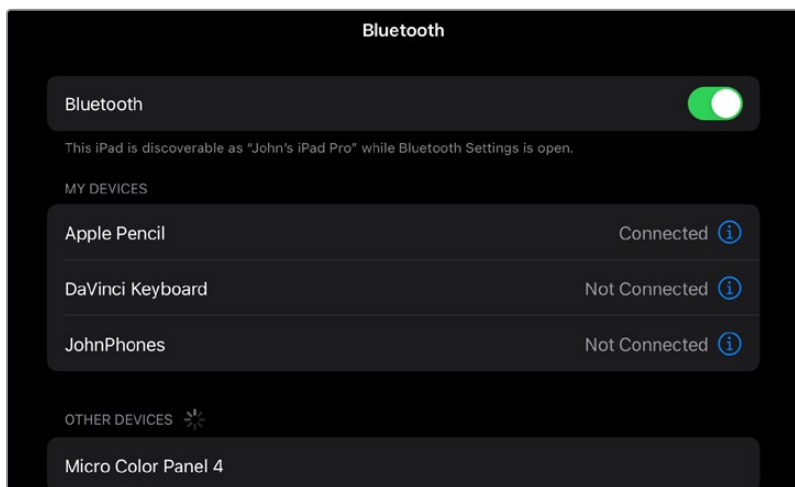 Bluetooth
Bluetooth
This iPad is discoverable as “John’s iPad Pro” while Bluetooth Settings is open.
MY DEVICES
Apple Pencil Connected
DaVinci Keyboard Not Connected
JohnPhones Not Connected
OTHER DEVICES
Micro Color Panel 4